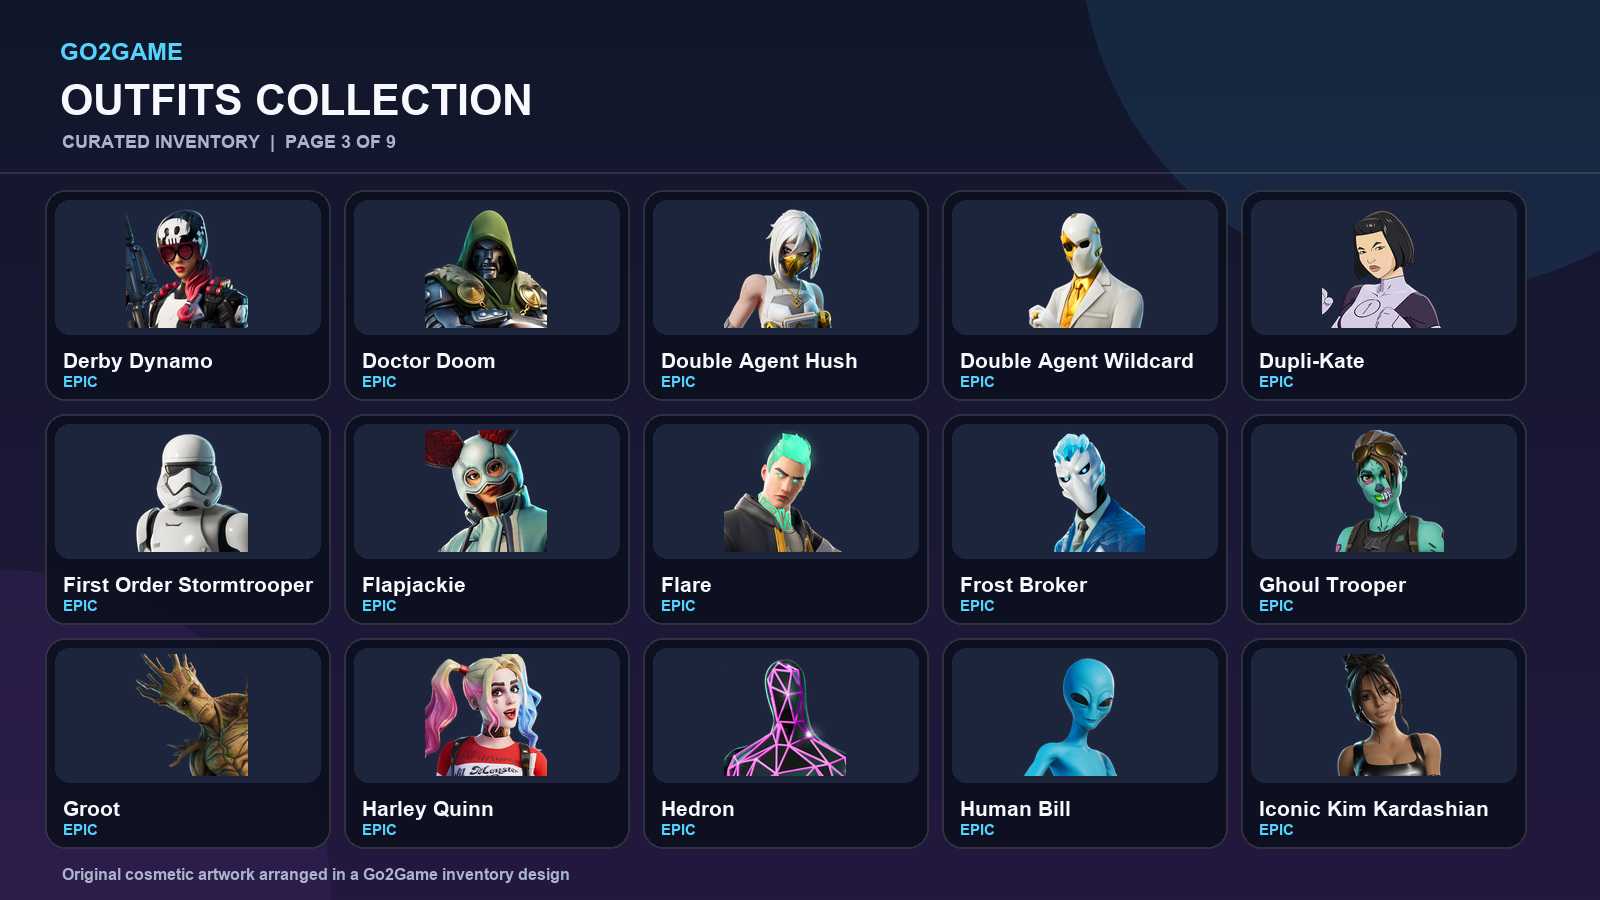 GO2GAME
OUTFITS COLLECTION
CURATED INVENTORY | PAGE 3 OF 9
Derby Dynamo
EPIC
Doctor Doom
EPIC
Double Agent Hush
EPIC
Double Agent Wildcard
EPIC
Dupli-Kate
EPIC
First Order Stormtrooper
EPIC
Flapjackie
EPIC
Flare
EPIC
Frost Broker
EPIC
Ghoul Trooper
EPIC
Groot
EPIC
Harley Quinn
EPIC
Hedron
EPIC
Human Bill
EPIC
Iconic Kim Kardashian
EPIC
Original cosmetic artwork arranged in a Go2Game inventory design